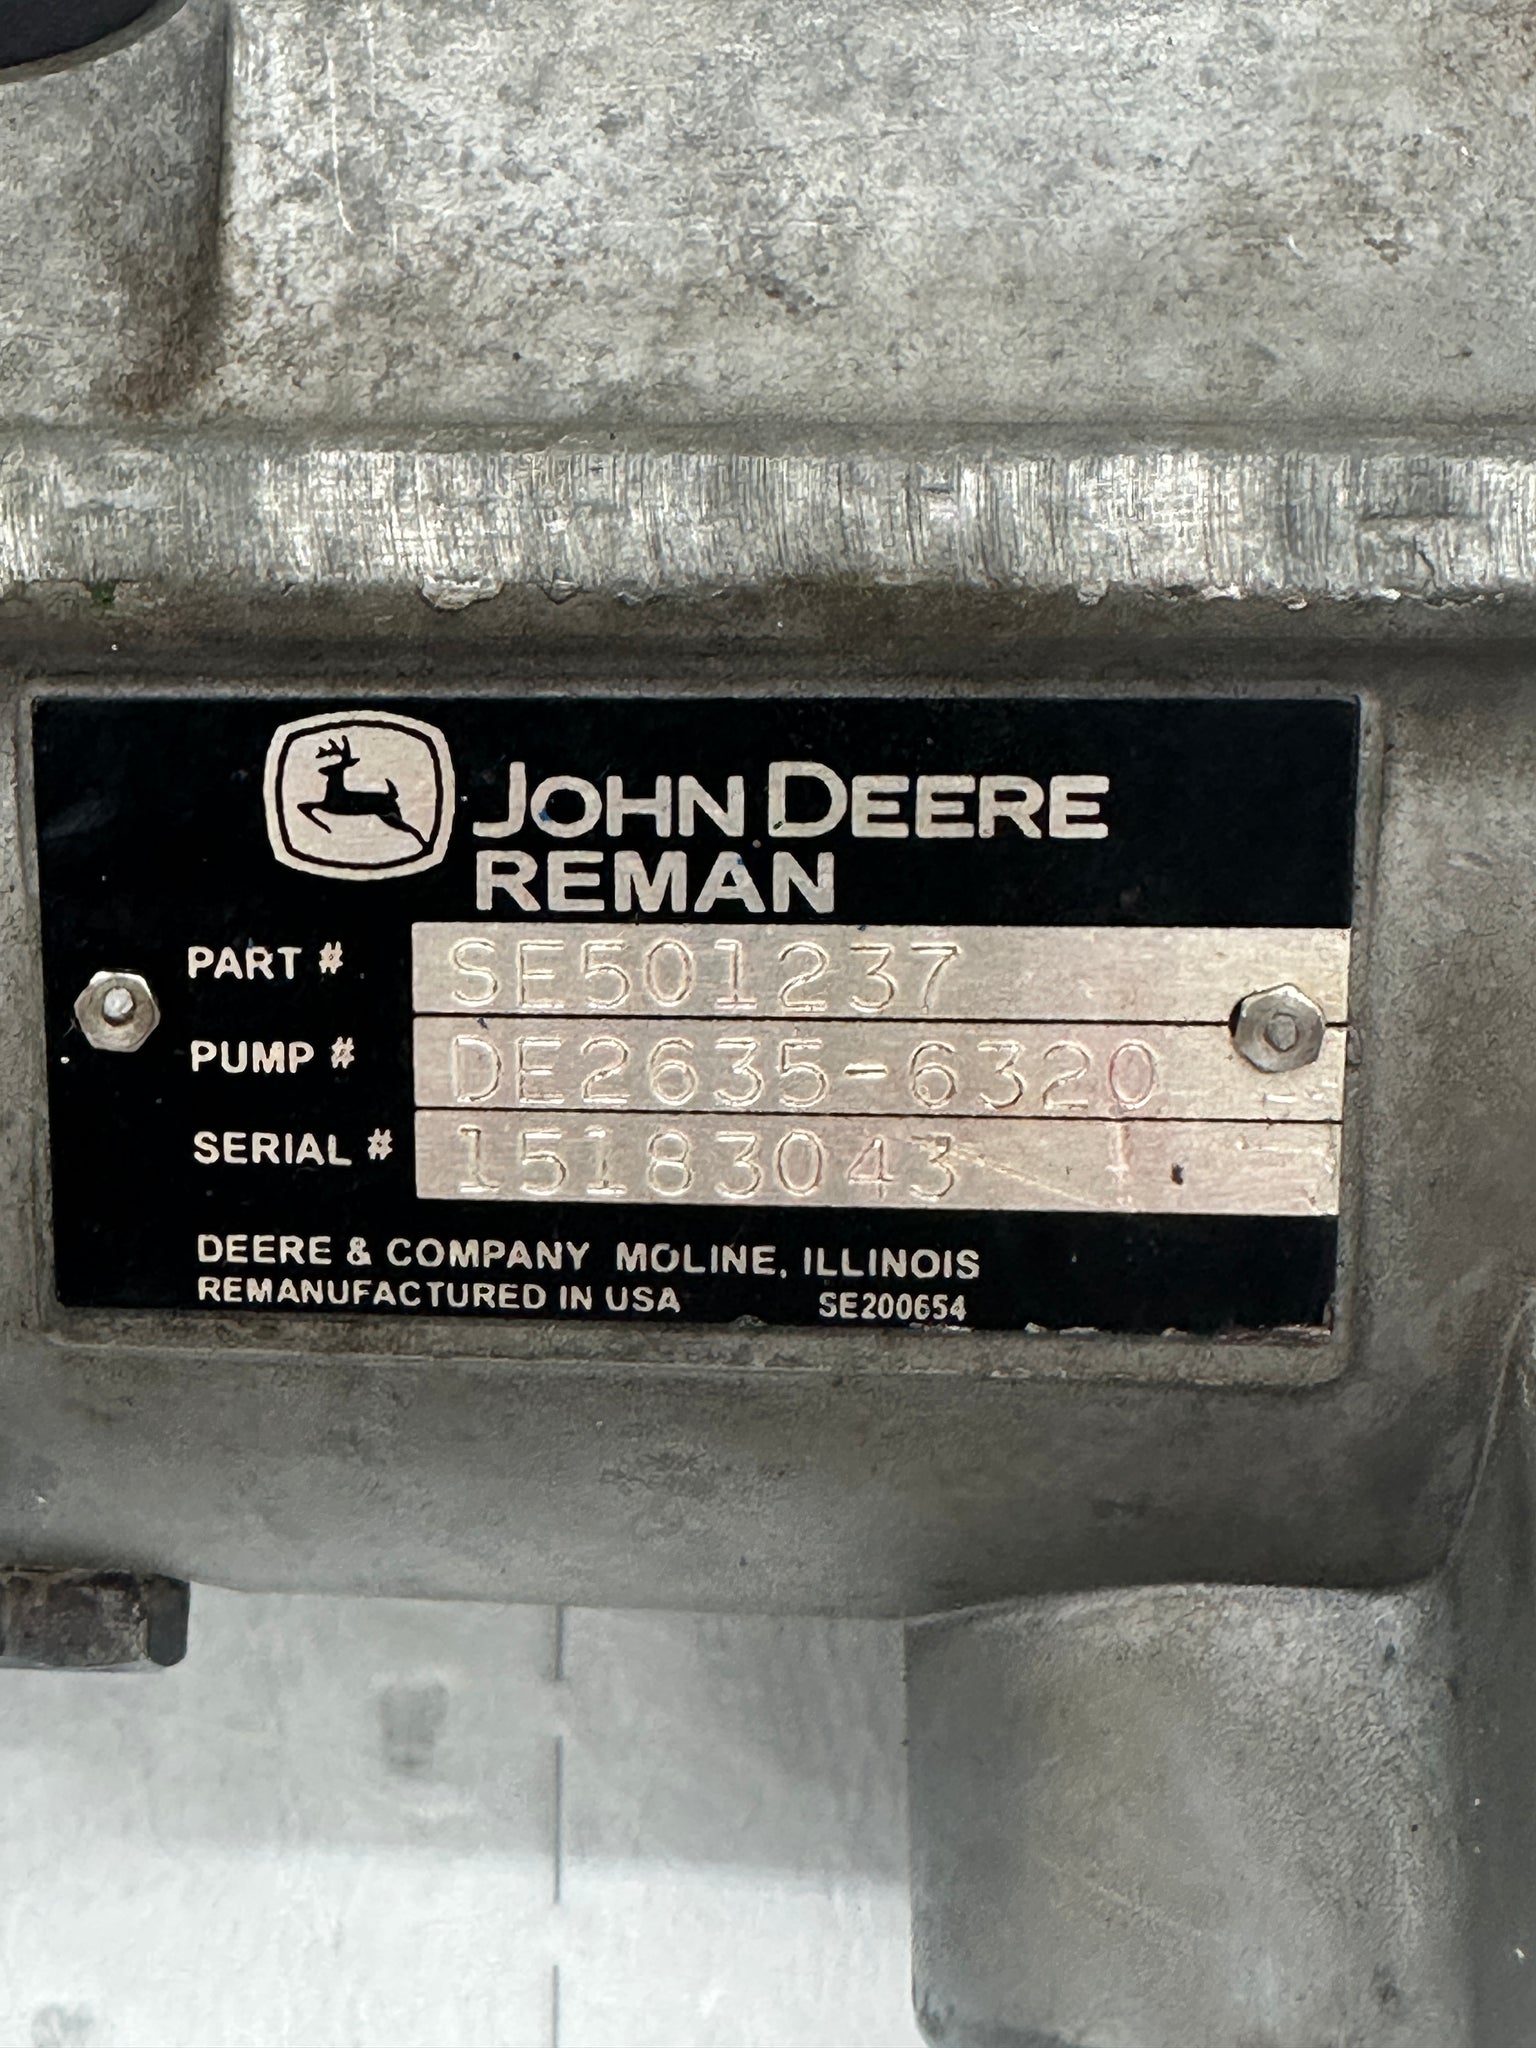 JOHN DEERE
REMAN
PART # SE501237
PUMP # DE2635-6320
SERIAL # 15183043
DEERE & COMPANY MOLINE, ILLINOIS
REMANUFACTURED IN USA SE200654